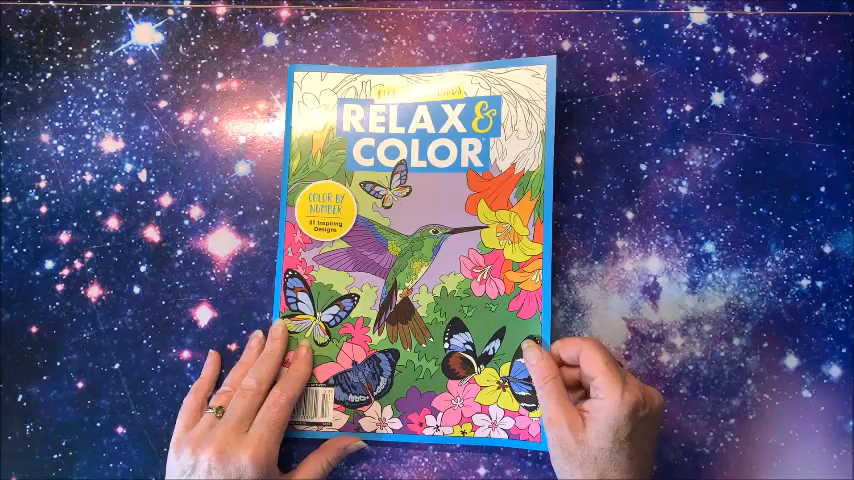 RELAX &
COLOR
COLOR BY
NUMBER
31 Inspiring
Designs